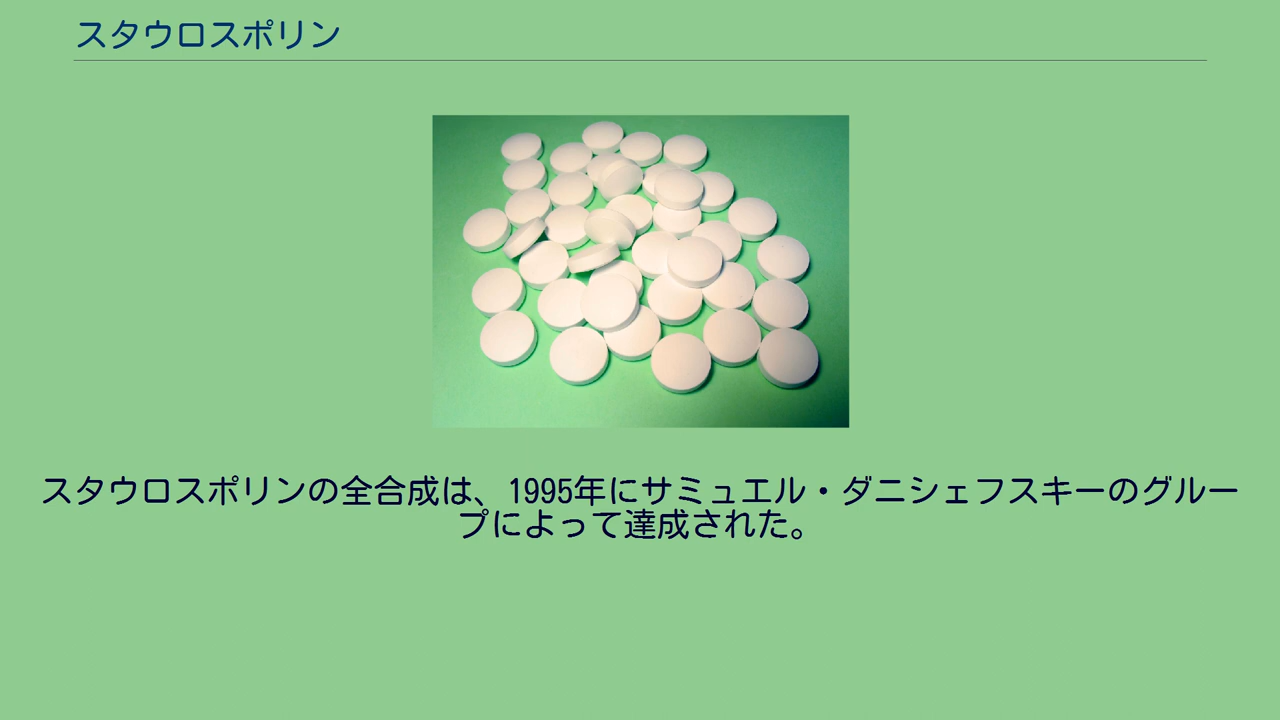 スタウロスポリン
スタウロスポリンの全合成は、1995年にサミュエル・ダニシェフスキーのグルー
プによって達成された。